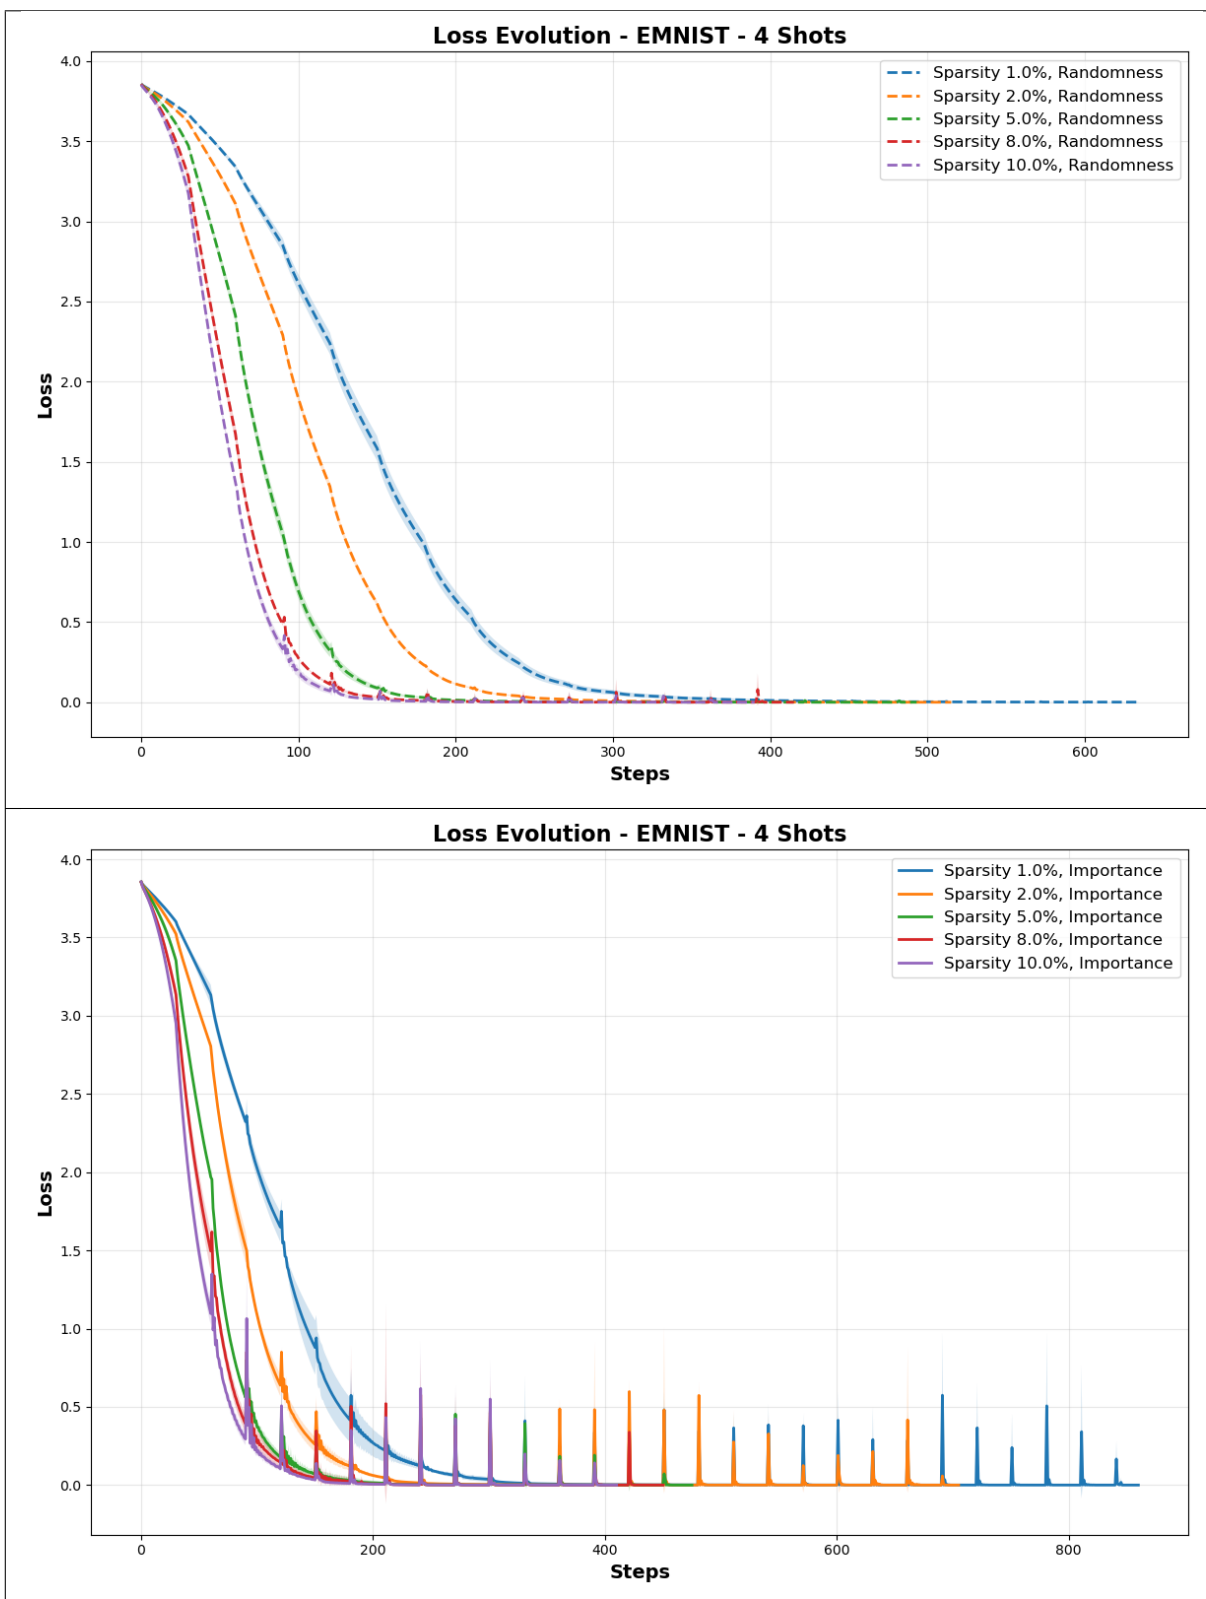 Loss Evolution - EMNIST - 4 Shots
4.0
3.5
3.0
2.5
2.0
1.5
1.0
0.5
0.0
Loss
Sparsity 1.0%, Randomness
Sparsity 2.0%, Randomness
Sparsity 5.0%, Randomness
Sparsity 8.0%, Randomness
Sparsity 10.0%, Randomness
0 100 200 300 400 500 600
Steps
Loss Evolution - EMNIST - 4 Shots
4.0
3.5
3.0
2.5
2.0
1.5
1.0
0.5
0.0
Loss
Sparsity 1.0%, Importance
Sparsity 2.0%, Importance
Sparsity 5.0%, Importance
Sparsity 8.0%, Importance
Sparsity 10.0%, Importance
0 200 400 600 800
Steps